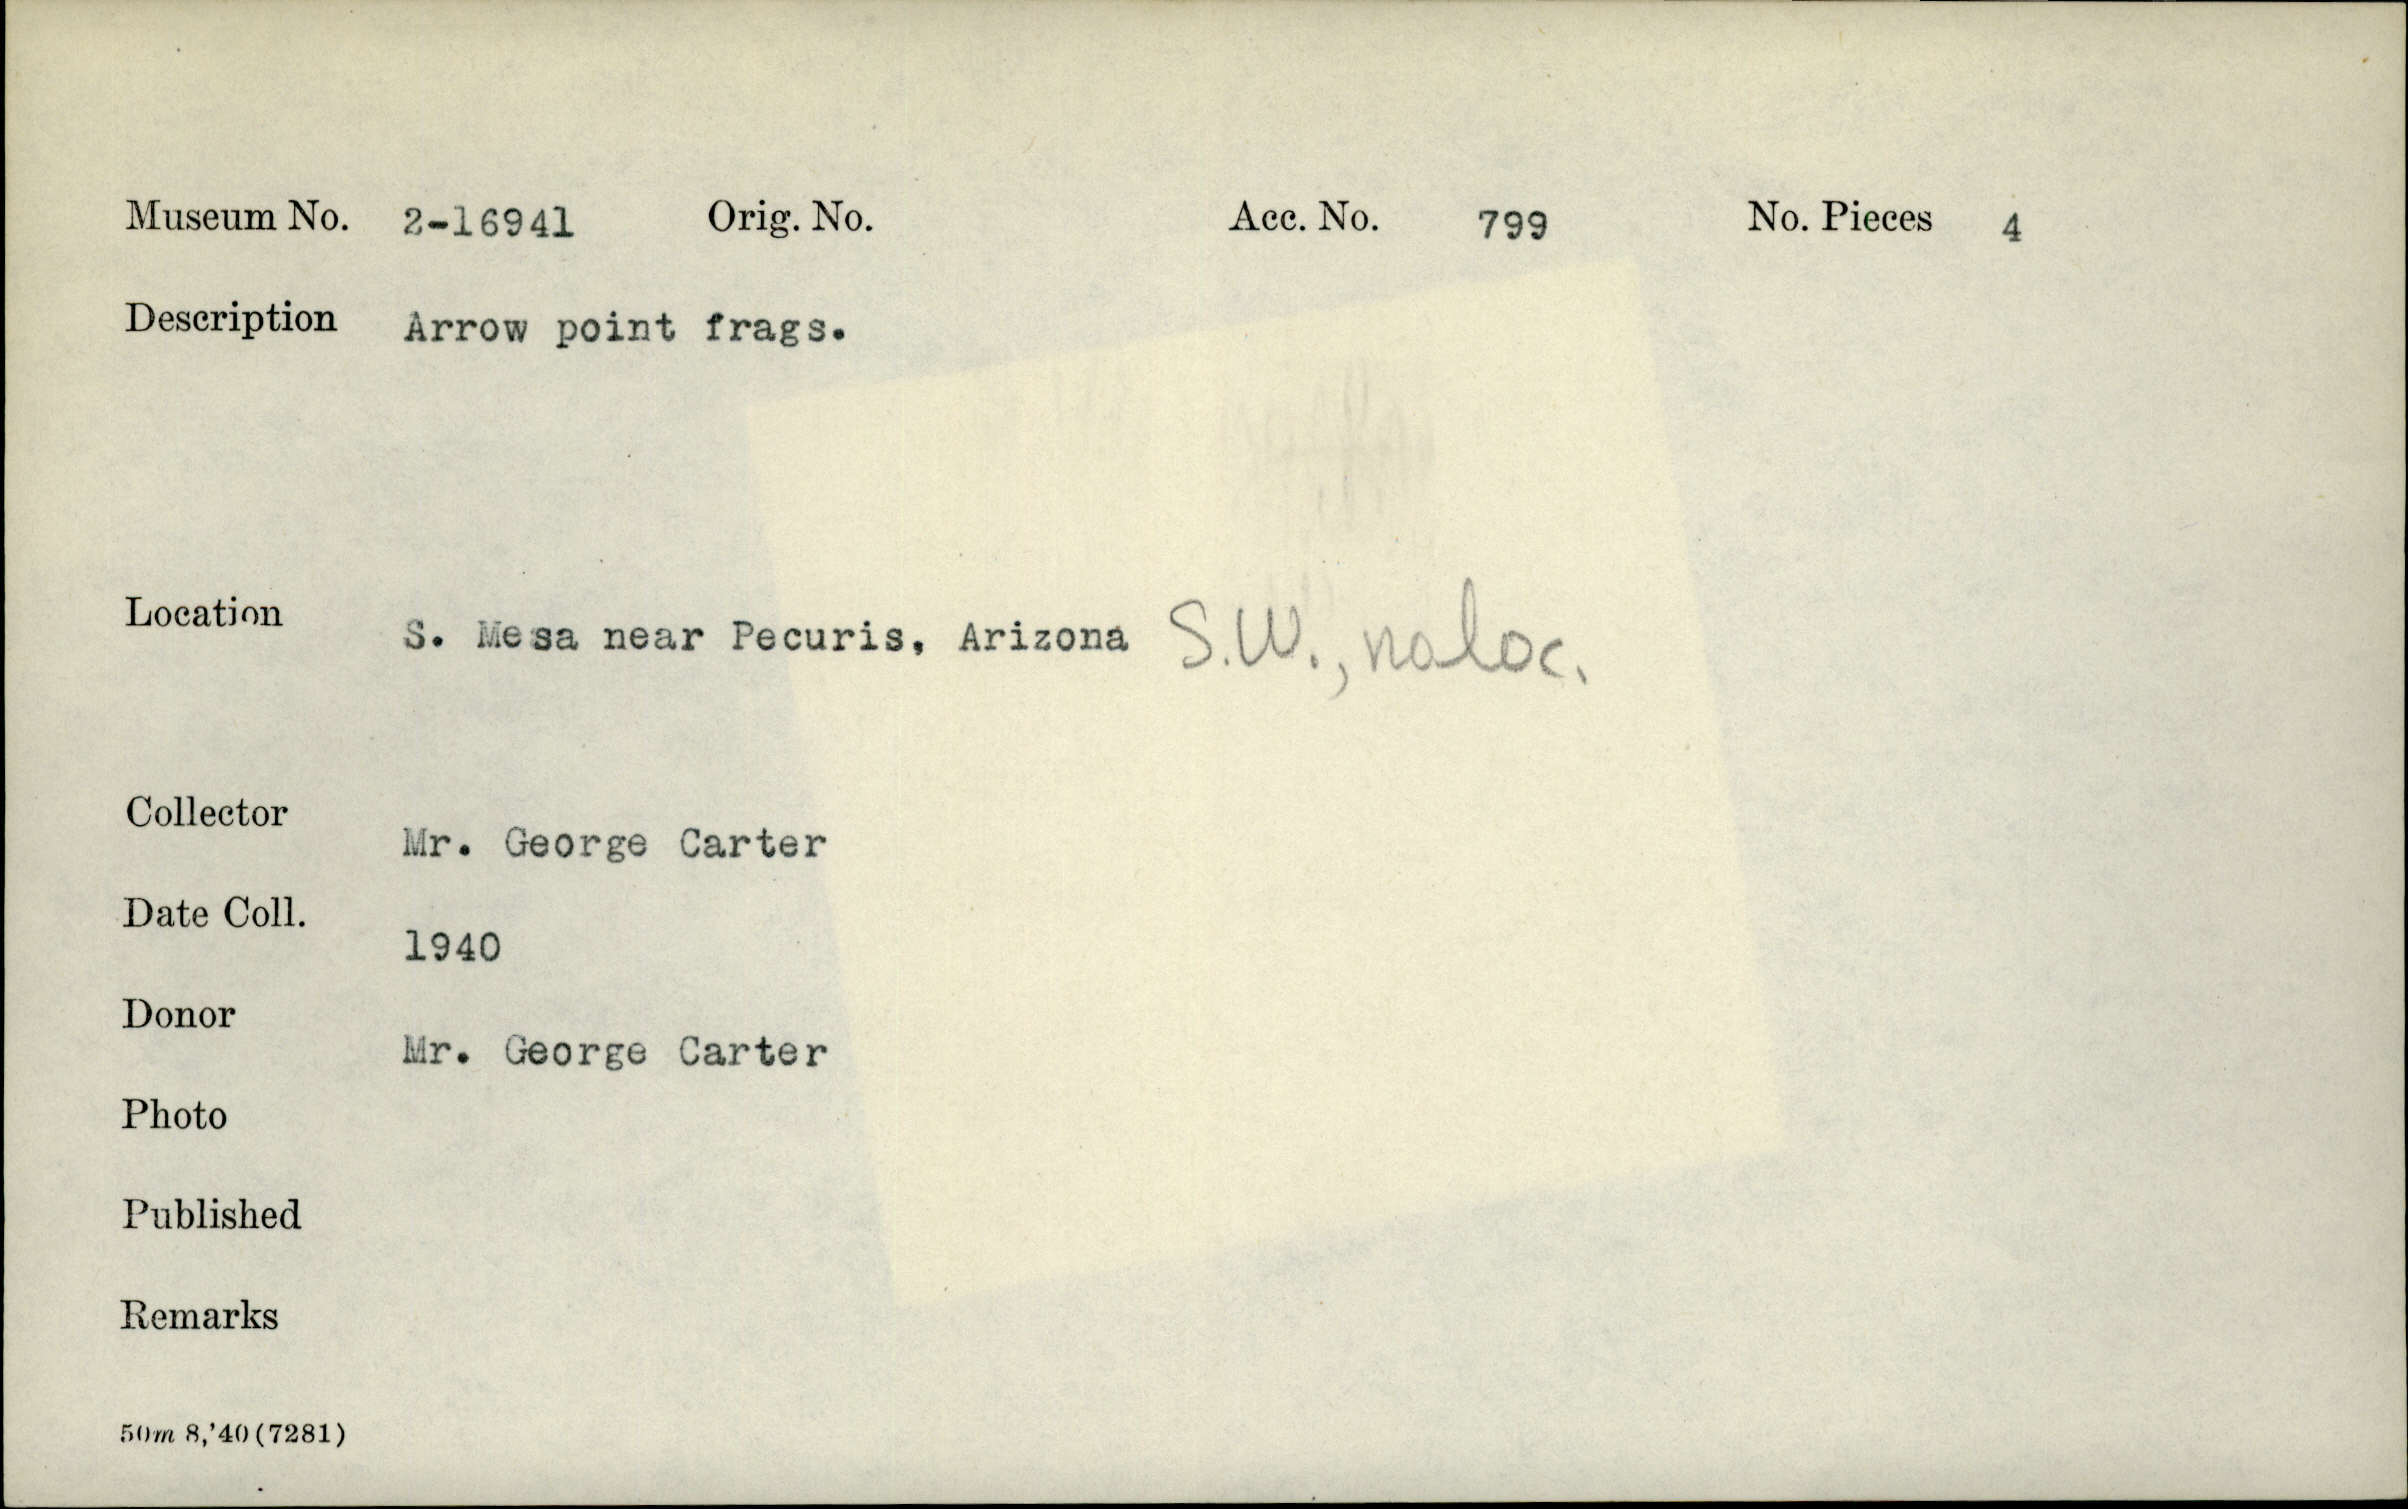 Museum No. 2-16941 Orig. No. Acc. No. 799 No. Pieces 4
Description Arrow point frags.
Location S. Mesa near Pecuris, Arizona S.W., no loc.
Collector Mr. George Carter
Date Coll. 1940
Donor Mr. George Carter
Photo
Published
Remarks
50m 8,'40(7281)